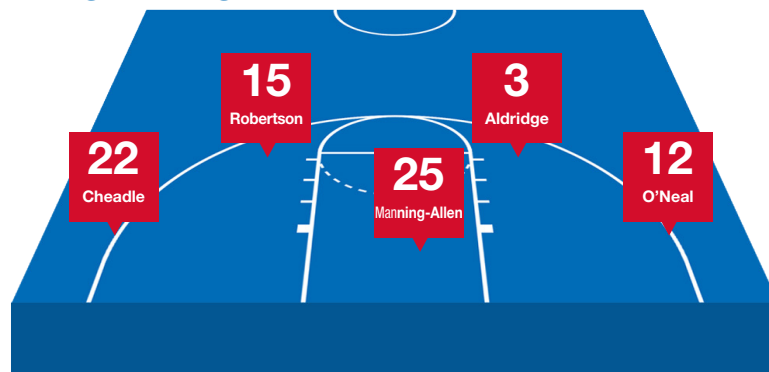 15
Robertson
3
Aldridge
22
Cheadle
12
O'Neal
25
Manning-Allen